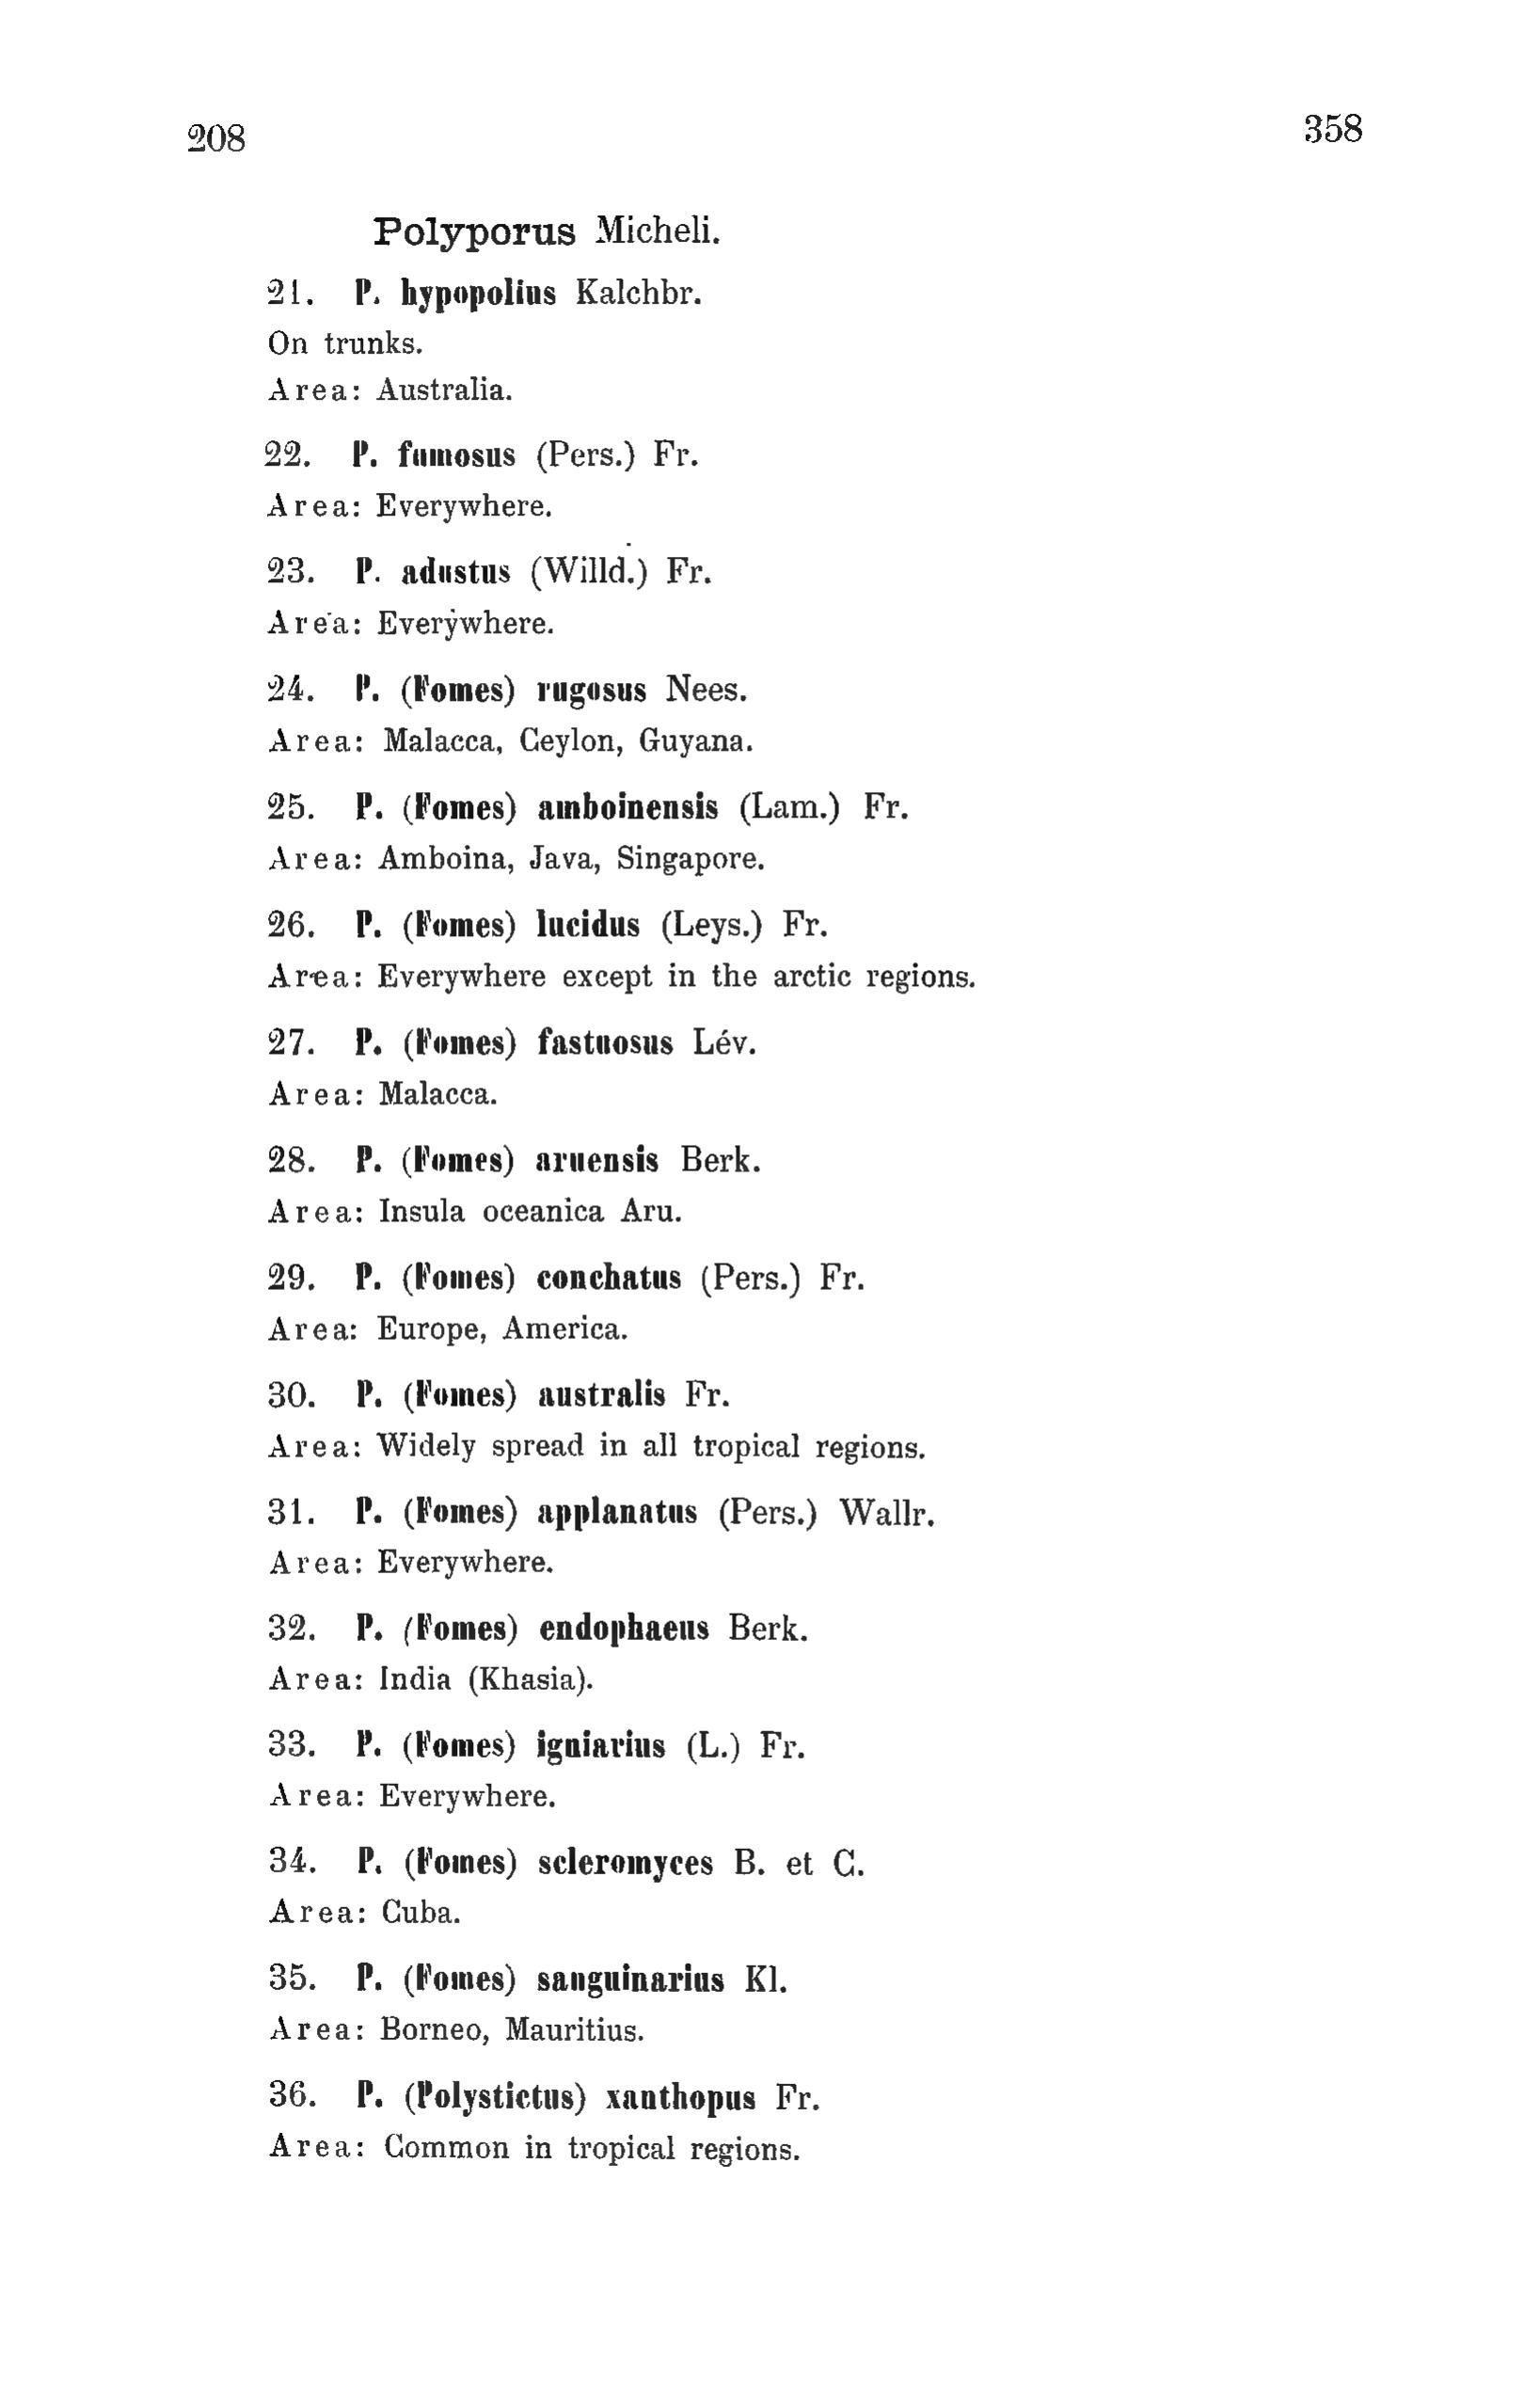 208 358
Polyporus Micheli.
21. P. hypopolius Kalchbr.
On trunks.
Area: Australia.
22. P. fumosus (Pers.) Fr.
Area: Everywhere.
23. P. adustus (Willd.) Fr.
Area: Everywhere.
24. P. (Fomes) rugosus Nees.
Area: Malacca, Ceylon, Guyana.
25. P. (Fomes) amboinensis (Lam.) Fr.
Area: Amboina, Java, Singapore.
26. P. (Fomes) lucidus (Leys.) Fr.
Area: Everywhere except in the arctic regions.
27. P. (Fomes) fastuosus Lév.
Area: Malacca.
28. P. (Fomes) aruensis Berk.
Area: Insula oceanica Aru.
29. P. (Fomes) conchatus (Pers.) Fr.
Area: Europe, America.
30. P. (Fomes) australis Fr.
Area: Widely spread in all tropical regions.
31. P. (Fomes) applanatus (Pers.) Wallr.
Area: Everywhere.
32. P. (Fomes) endophaeus Berk.
Area: India (Khasia).
33. P. (Fomes) igniarius (L.) Fr.
Area: Everywhere.
34. P. (Fomes) scleromyces B. et C.
Area: Cuba.
35. P. (Fomes) sanguinarius Kl.
Area: Borneo, Mauritius.
36. P. (Polystictus) xanthopus Fr.
Area: Common in tropical regions.